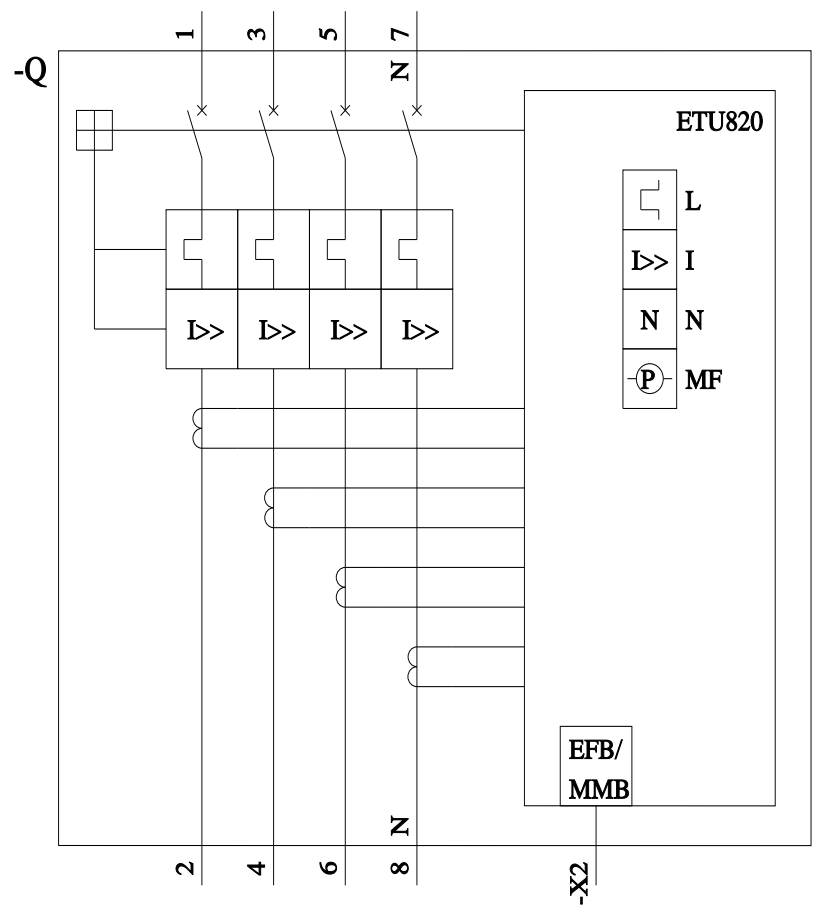 1 3 5 7
-Q
N
ETU820
L
I>> I
N N
P MF
I>> I>> I>> I>>
EFB/
MMB
N
2 4 6 8
-X2